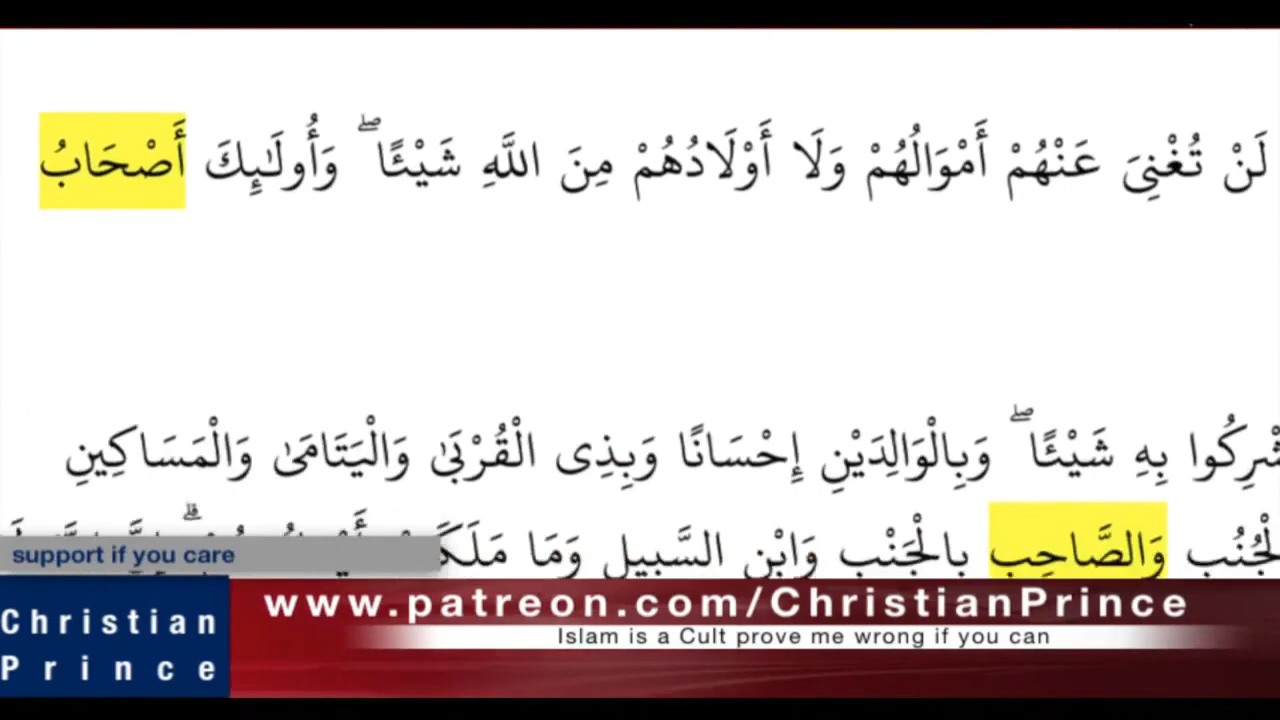 لَنْ تُغْنِىَ عَنْهُمْ أَمْوَالُهُمْ وَلَا أَوْلَادُهُمْ مِنَ اللَّهِ شَيْـًٔا ۖ وَأُولَـٰئِكَ أَصْحَابُ
شْرِكُوا بِهِ شَيْـًٔا ۖ وَبِالْوَالِدَيْنِ إِحْسَانًا وَبِذِى الْقُرْبَىٰ وَالْيَتَامَىٰ وَالْمَسَاكِينِ
الْجُنُبِ وَالصَّاحِبِ بِالْجَنْبِ وَابْنِ السَّبِيلِ وَمَا
support if you care
www.patreon.com/ChristianPrince
Christian
Prince
Islam is a Cult prove me wrong if you can